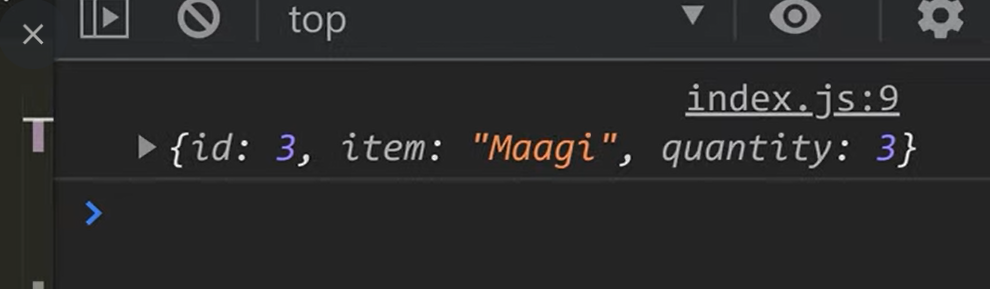 top
index.js:9
{id: 3, item: "Maagi", quantity: 3}